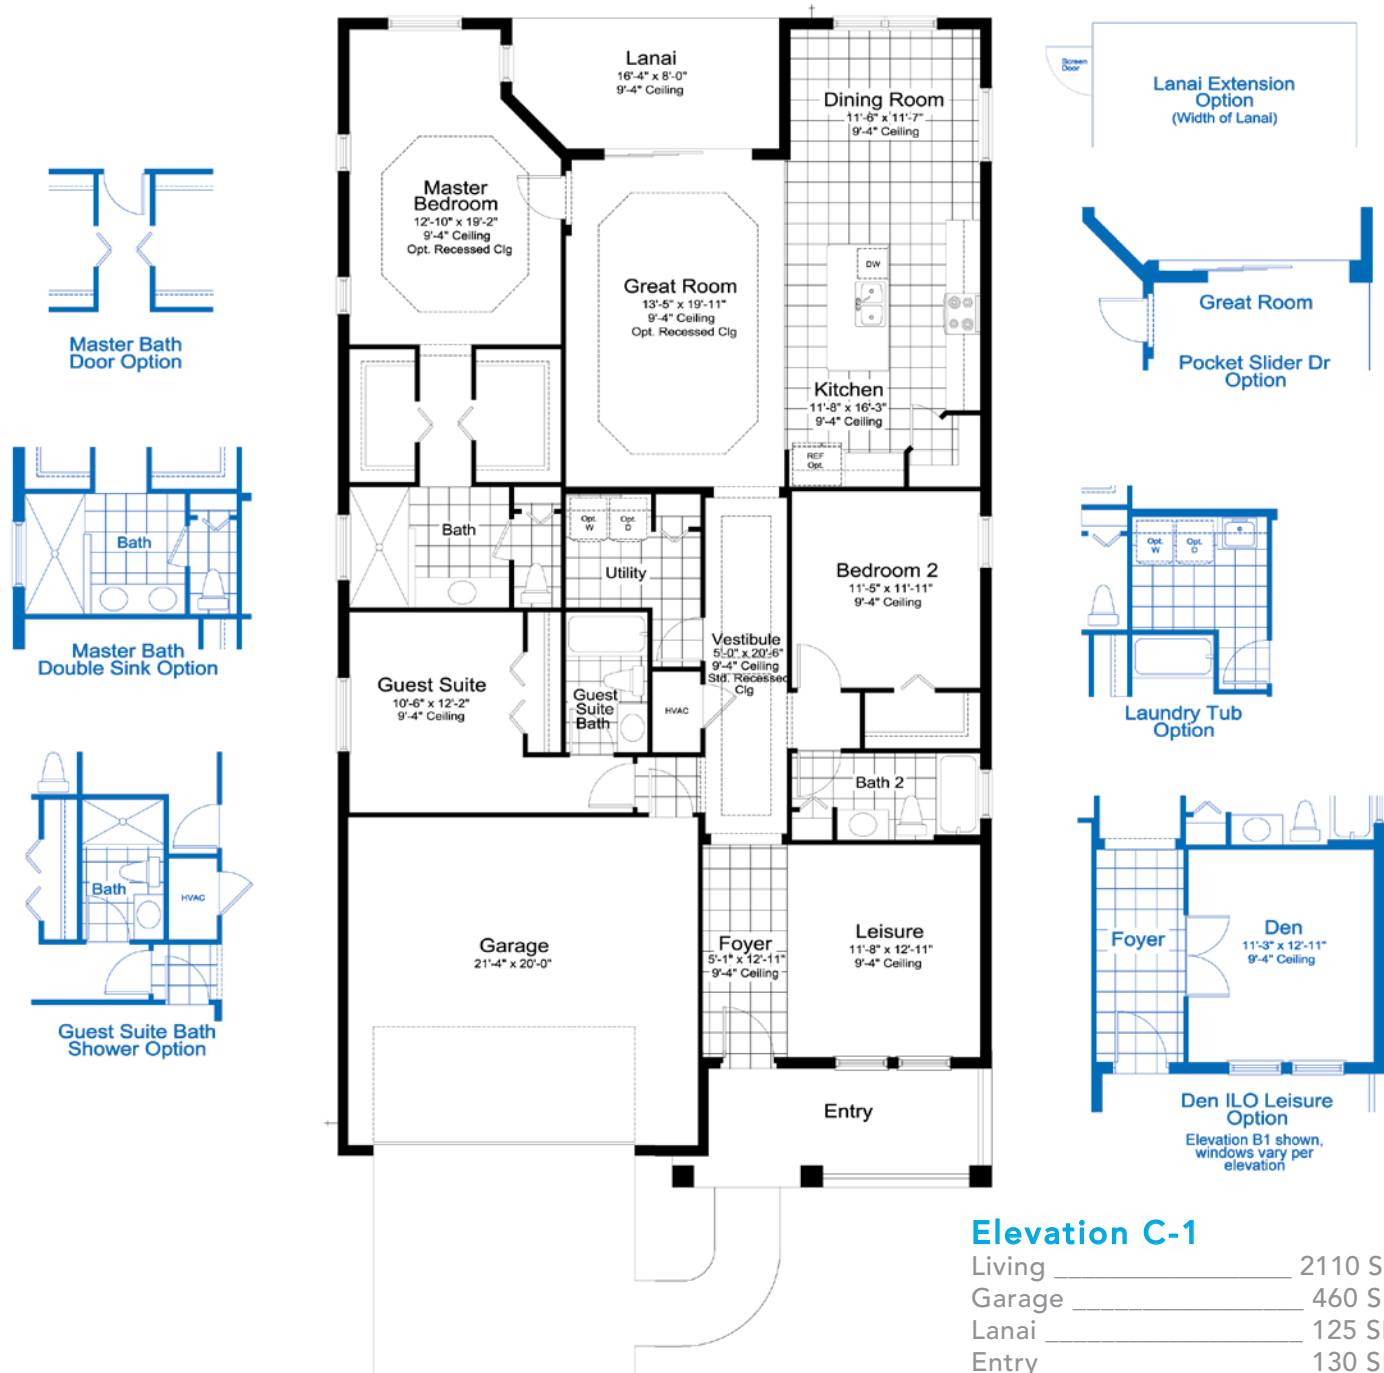 Lanai
16'-4" x 8'-0"
9'-4" Ceiling
Dining Room
11'-6" x 11'-7"
9'-4" Ceiling
Master
Bedroom
12'-10" x 19'-2"
9'-4" Ceiling
Opt. Recessed Clg
Great Room
13'-5" x 19'-11"
9'-4" Ceiling
Opt. Recessed Clg
DW
Kitchen
11'-8" x 16'-3"
9'-4" Ceiling
REF
Opt.
Bath
Opt.
W
Opt.
D
Utility
Bedroom 2
11'-5" x 11'-11"
9'-4" Ceiling
Vestibule
5'-0" x 20'-6"
9'-4" Ceiling
Std. Recessed
Clg
Guest Suite
10'-6" x 12'-2"
9'-4" Ceiling
Guest
Suite
Bath
HVAC
Bath 2
Garage
21'-4" x 20'-0"
Foyer
5'-1" x 12'-11"
9'-4" Ceiling
Leisure
11'-8" x 12'-11"
9'-4" Ceiling
Entry
Master Bath
Door Option
Bath
Master Bath
Double Sink Option
Bath
HVAC
Guest Suite Bath
Shower Option
Screen
Door
Lanai Extension
Option
(Width of Lanai)
Great Room
Pocket Slider Dr
Option
Opt.
W
Opt.
D
Laundry Tub
Option
Foyer
Den
11'-3" x 12'-11"
9'-4" Ceiling
Den ILO Leisure
Option
Elevation B1 shown,
windows vary per
elevation
Elevation C-1
Living 2110 S
Garage 460 S
Lanai 125 S
Entry 130 S